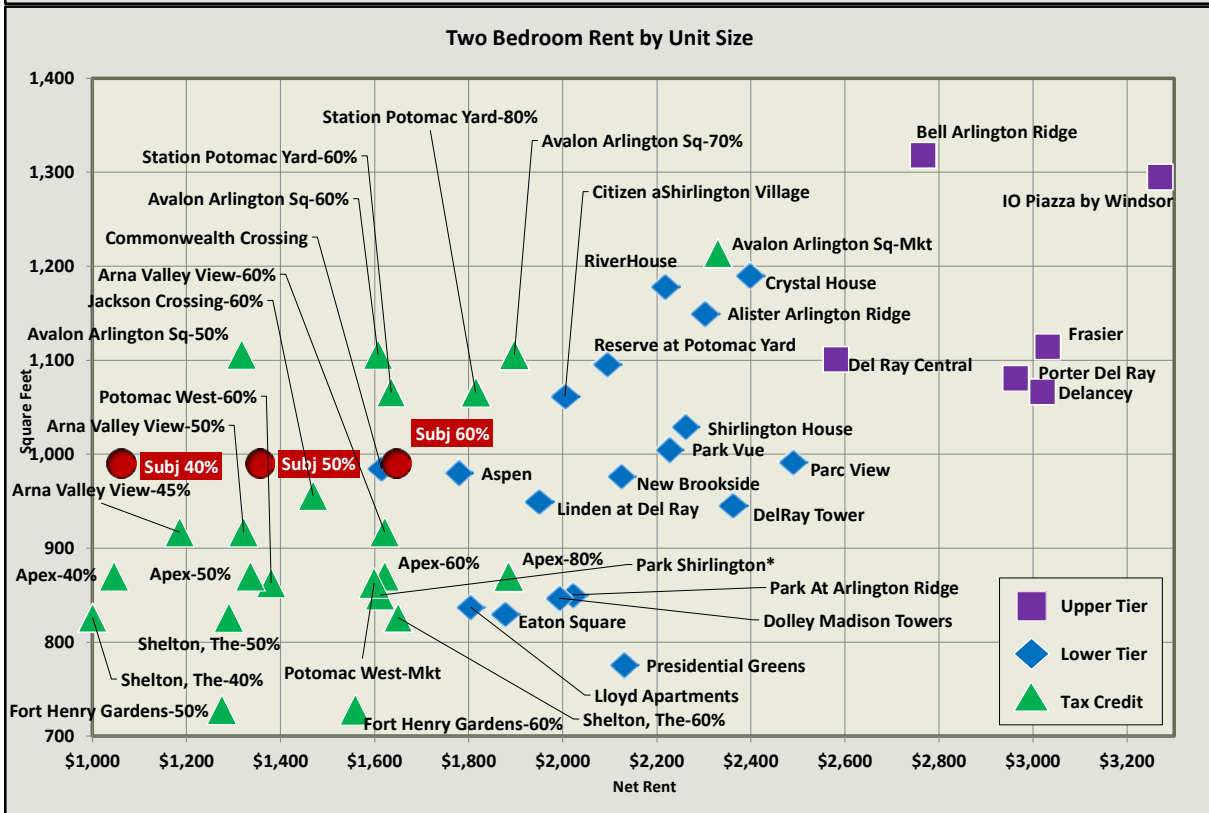 Two Bedroom Rent by Unit Size
1,400
Station Potomac Yard-80%
Bell Arlington Ridge
Avalon Arlington Sq-70%
Station Potomac Yard-60%
1,300
Citizen aShirlington Village
Avalon Arlington Sq-60%
IO Piazza by Windsor
Commonwealth Crossing
Avalon Arlington Sq-Mkt
RiverHouse
1,200
Arna Valley View-60%
Crystal House
Jackson Crossing-60%
Alister Arlington Ridge
Avalon Arlington Sq-50%
Frasier
Reserve at Potomac Yard
1,100
Del Ray Central
Porter Del Ray
Potomac West-60%
Delancey
Square Feet
Subj 60%
Shirlington House
Arna Valley View-50%
Park Vue
1,000
Subj 40%
Subj 50%
Aspen
Parc View
Arna Valley View-45%
New Brookside
Linden at Del Ray
DelRay Tower
900
Apex-40%
Apex-50%
Apex-60%
Apex-80%
Park Shirlington*
Park At Arlington Ridge
Upper Tier
Eaton Square
Dolley Madison Towers
800
Shelton, The-50%
Lower Tier
Potomac West-Mkt
Presidential Greens
Shelton, The-40%
Lloyd Apartments
Tax Credit
Fort Henry Gardens-50%
Fort Henry Gardens-60%
Shelton, The-60%
700
$1,000 $1,200 $1,400 $1,600 $1,800 $2,000 $2,200 $2,400 $2,600 $2,800 $3,000 $3,200
Net Rent